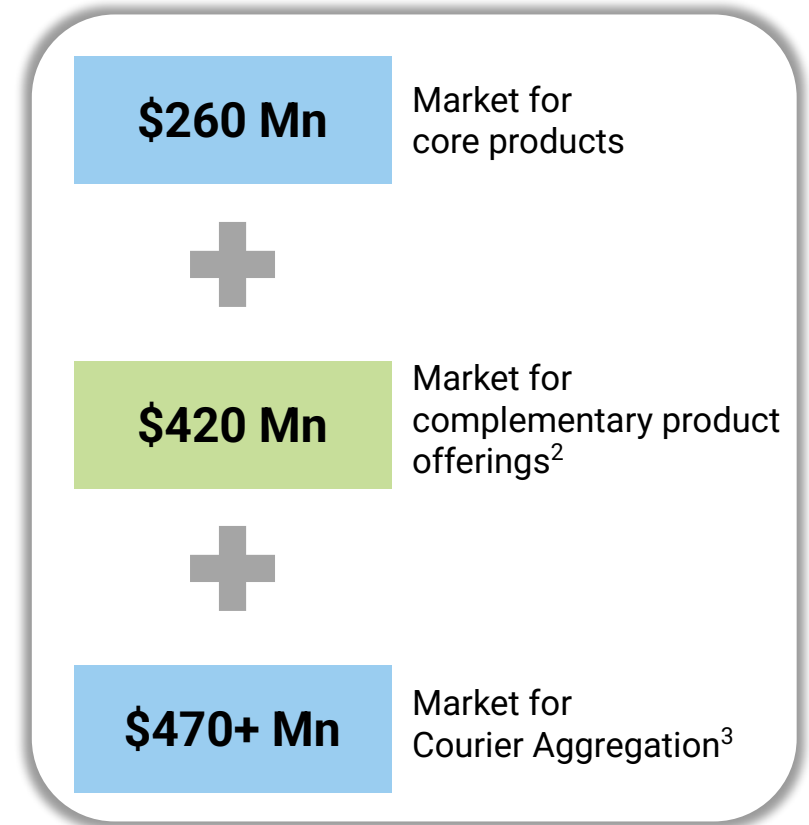 $260 Mn
Market for
core products
$420 Mn
Market for
complementary product
offerings2
$470+ Mn
Market for
Courier Aggregation3